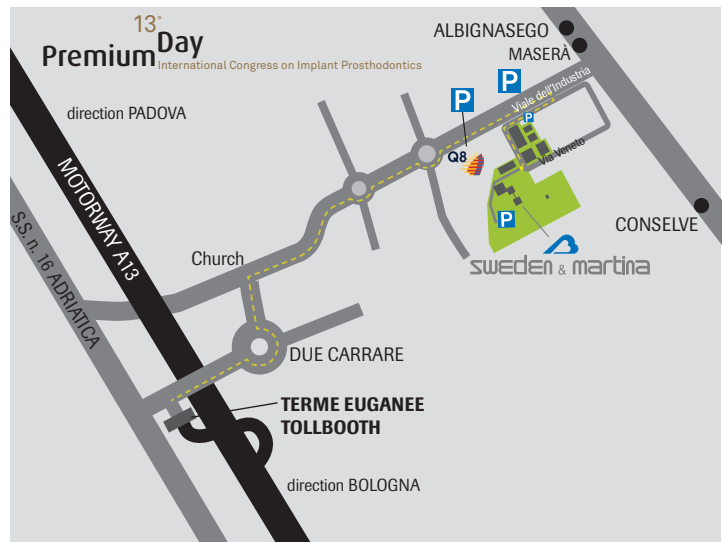 13°
Premium Day
International Congress on Implant Prosthodontics
ALBIGNASEGO
MASERÀ
direction PADOVA
P
P
Viale dell'Industria
P
Q8
Via Veneto
MOTORWAY A13
S.S. n. 16 ADRIATICA
P
CONSELVE
Church
sweden & martina
DUE CARRARE
TERME EUGANEE
TOLLBOOTH
direction BOLOGNA